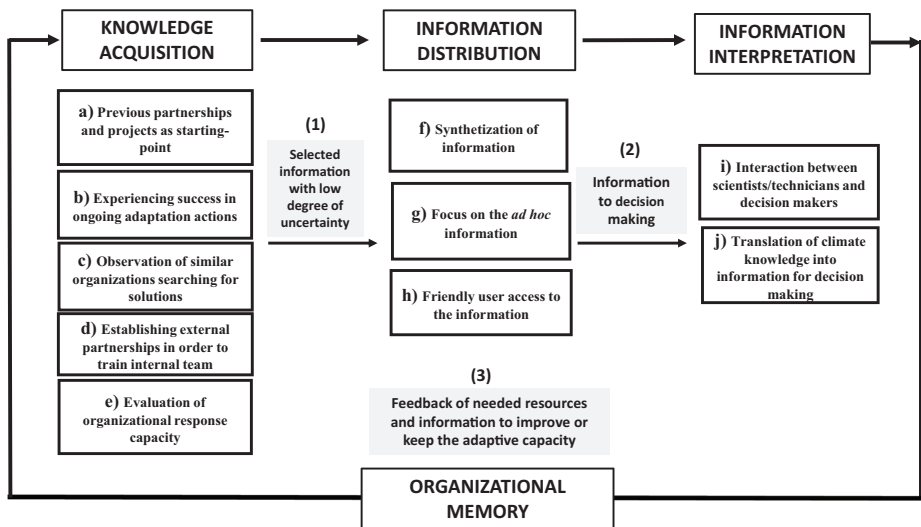 KNOWLEDGE
ACQUISITION
INFORMATION
DISTRIBUTION
INFORMATION
INTERPRETATION
a) Previous partnerships
and projects as starting-
point
b) Experiencing success in
ongoing adaptation actions
c) Observation of similar
organizations searching for
solutions
d) Establishing external
partnerships in order to
train internal team
e) Evaluation of
organizational response
capacity
(1)
Selected
information
with low
degree of
uncertainty
f) Synthetization of
information
g) Focus on the ad hoc
information
h) Friendly user access to
the information
(2)
Information
to decision
making
i) Interaction between
scientists/technicians and
decision makers
j) Translation of climate
knowledge into
information for decision
making
(3)
Feedback of needed resources
and information to improve or
keep the adaptive capacity
ORGANIZATIONAL
MEMORY